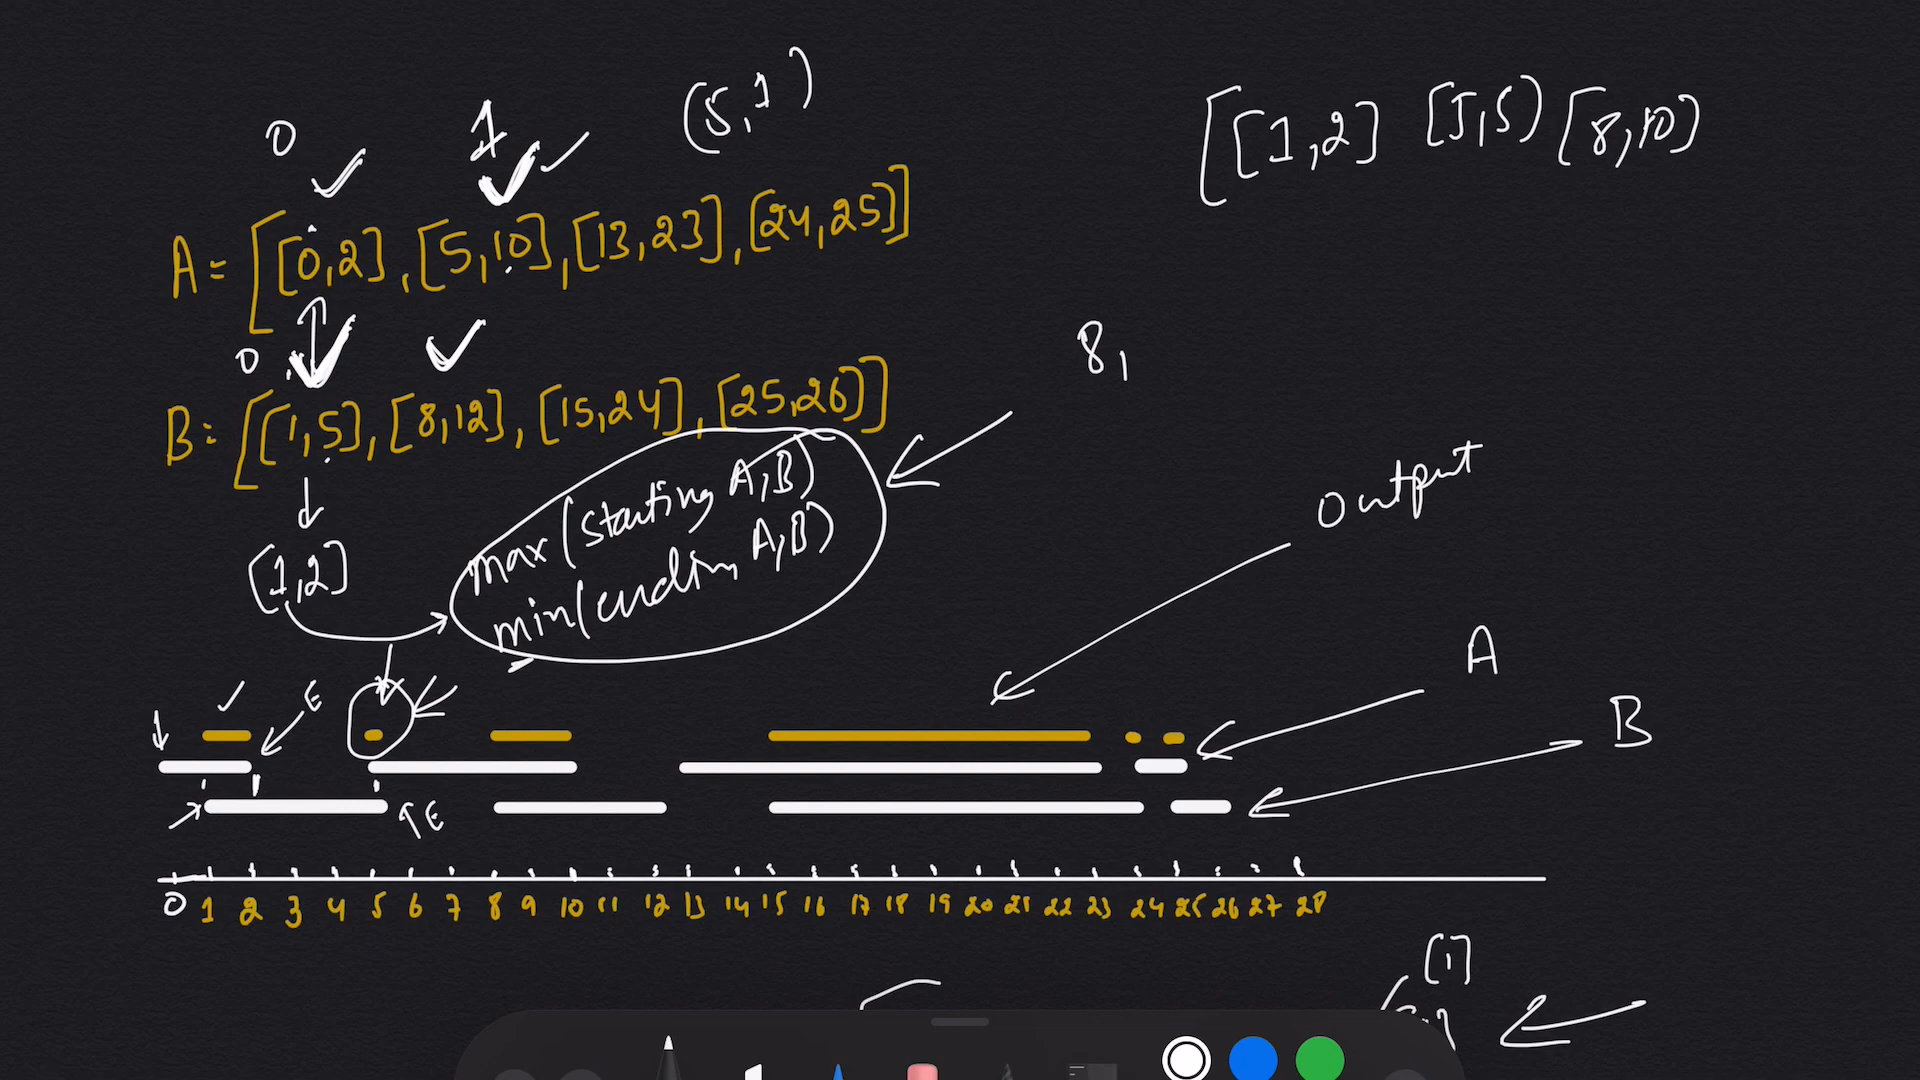 0 1 (5,1) [[1,2] [5,5] [8,10]
A= [[0,2],[5,10],[13,23],[24,25]]
0 8,
B= [[1,5],[8,12],[15,24],[25,26]]
max(starting A,B)
min(ending A,B)
[1,2]
Output
A
E
B
E
0 1 2 3 4 5 6 7 8 9 10 11 12 13 14 15 16 17 18 19 20 21 22 23 24 25 26 27 28
[1]